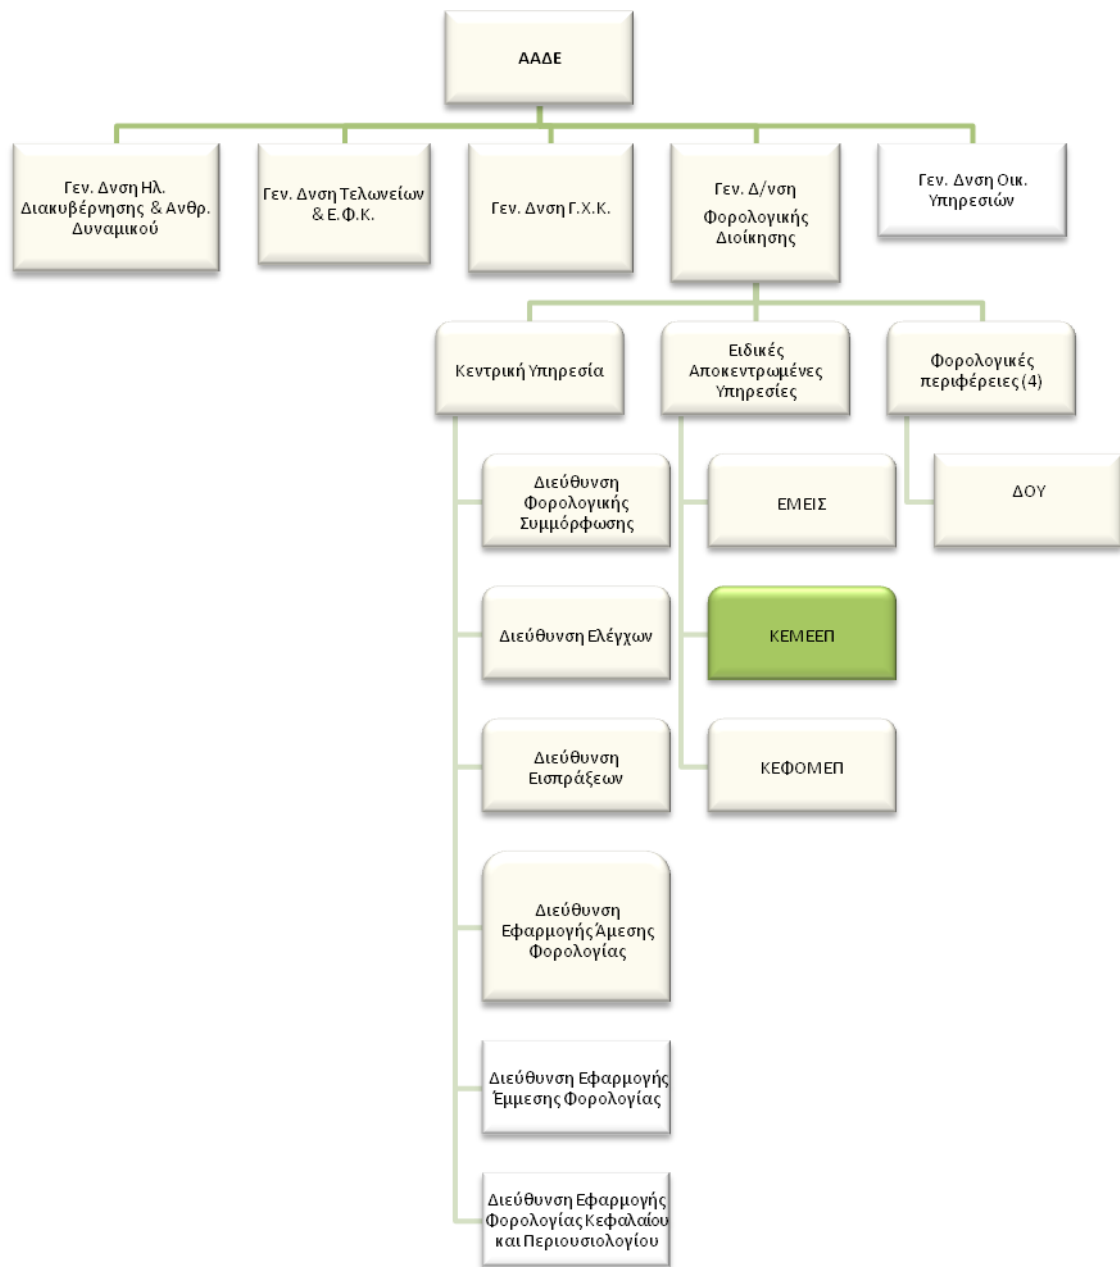 ΑΑΔΕ
Γεν. Δνση Ηλ.
Διακυβέρνησης & Ανθρ.
Δυναμικού
Γεν. Δνση Τελωνείων
& Ε.Φ.Κ.
Γεν. Δνση Γ.Χ.Κ.
Γεν. Δ/νση
Φορολογικής
Διοίκησης
Γεν. Δνση Οικ.
Υπηρεσιών
Κεντρική Υπηρεσία
Ειδικές
Αποκεντρωμένες
Υπηρεσίες
Φορολογικές
περιφέρειες (4)
Διεύθυνση
Φορολογικής
Συμμόρφωσης
ΕΜΕΙΣ
ΔΟΥ
Διεύθυνση Ελέγχων
ΚΕΜΕΕΠ
Διεύθυνση
Εισπράξεων
ΚΕΦΟΜΕΠ
Διεύθυνση
Εφαρμογής Άμεσης
Φορολογίας
Διεύθυνση Εφαρμογής
Έμμεσης Φορολογίας
Διεύθυνση Εφαρμογής
Φορολογίας Κεφαλαίου
και Περιουσιολογίου